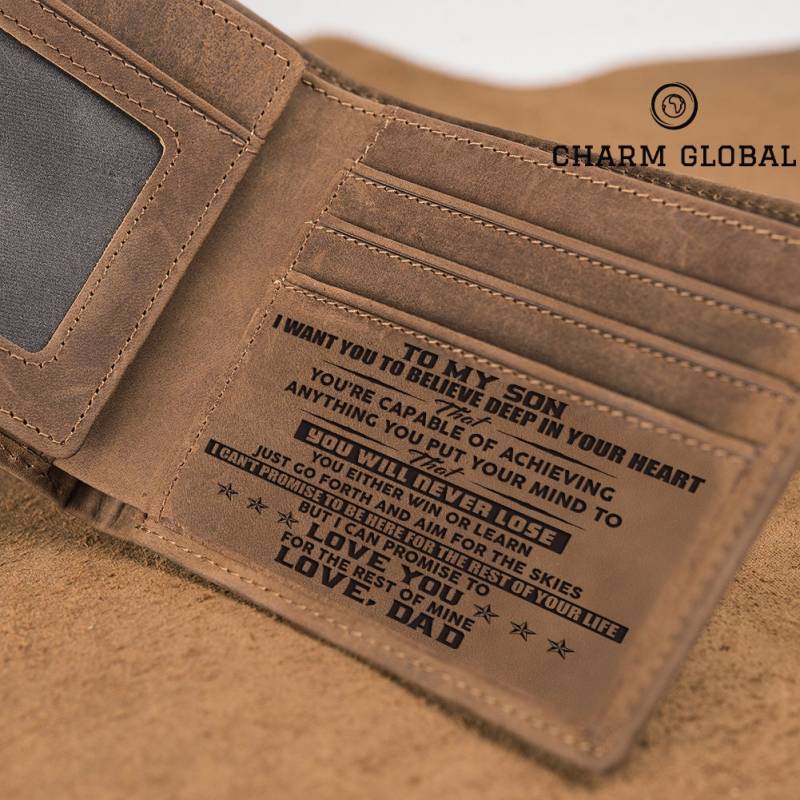 CHARM GLOBAL
TO MY SON
I WANT YOU TO BELIEVE DEEP IN YOUR HEART
That
YOU'RE CAPABLE OF ACHIEVING
ANYTHING YOU PUT YOUR MIND TO
That
YOU WILL NEVER LOSE
YOU EITHER WIN OR LEARN
JUST GO FORTH AND AIM FOR THE SKIES
I CAN'T PROMISE TO BE HERE FOR THE REST OF YOUR LIFE
BUT I CAN PROMISE TO
LOVE YOU
FOR THE REST OF MINE
LOVE, DAD